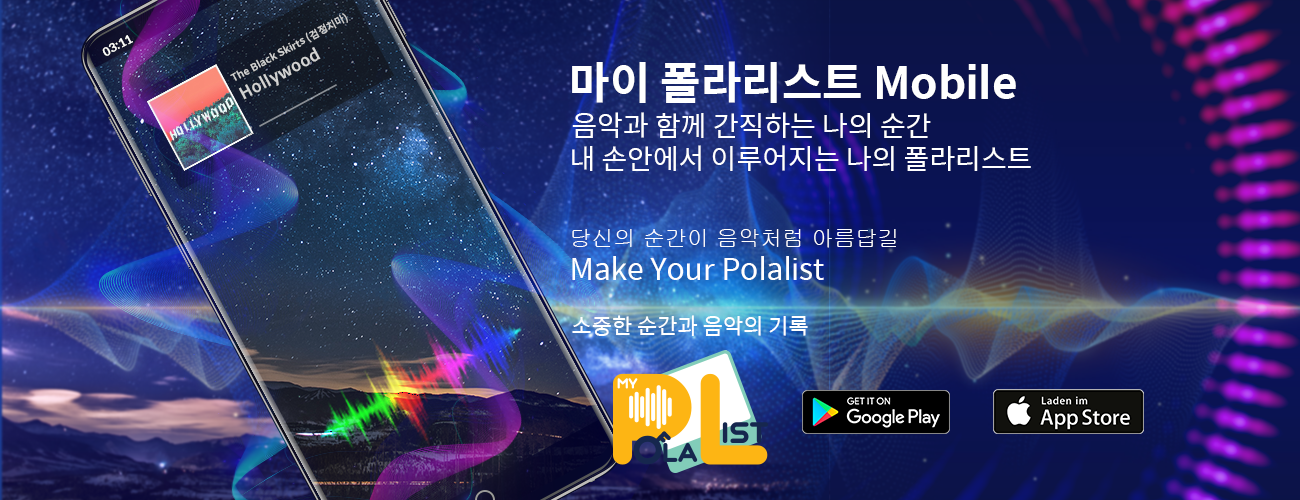 03:11
The Black Skirts (검정치마)
Hollywood
HOLLYWOOD
마이 폴라리스트 Mobile
음악과 함께 간직하는 나의 순간
내 손안에서 이루어지는 나의 폴라리스트
당신의 순간이 음악처럼 아름답길
Make Your Polalist
소중한 순간과 음악의 기록
MY
POLALIST
GET IT ON
Google Play
Laden im
App Store